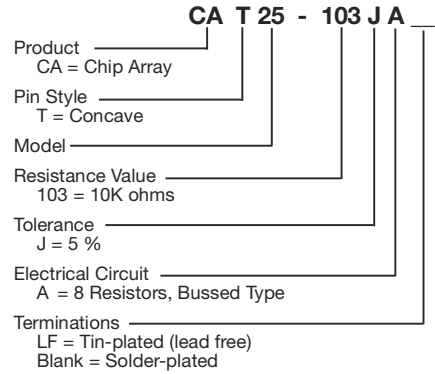 CA T 25 - 103 J A __
Product
CA = Chip Array
Pin Style
T = Concave
Model
Resistance Value
103 = 10K ohms
Tolerance
J = 5 %
Electrical Circuit
A = 8 Resistors, Bussed Type
Terminations
LF = Tin-plated (lead free)
Blank = Solder-plated